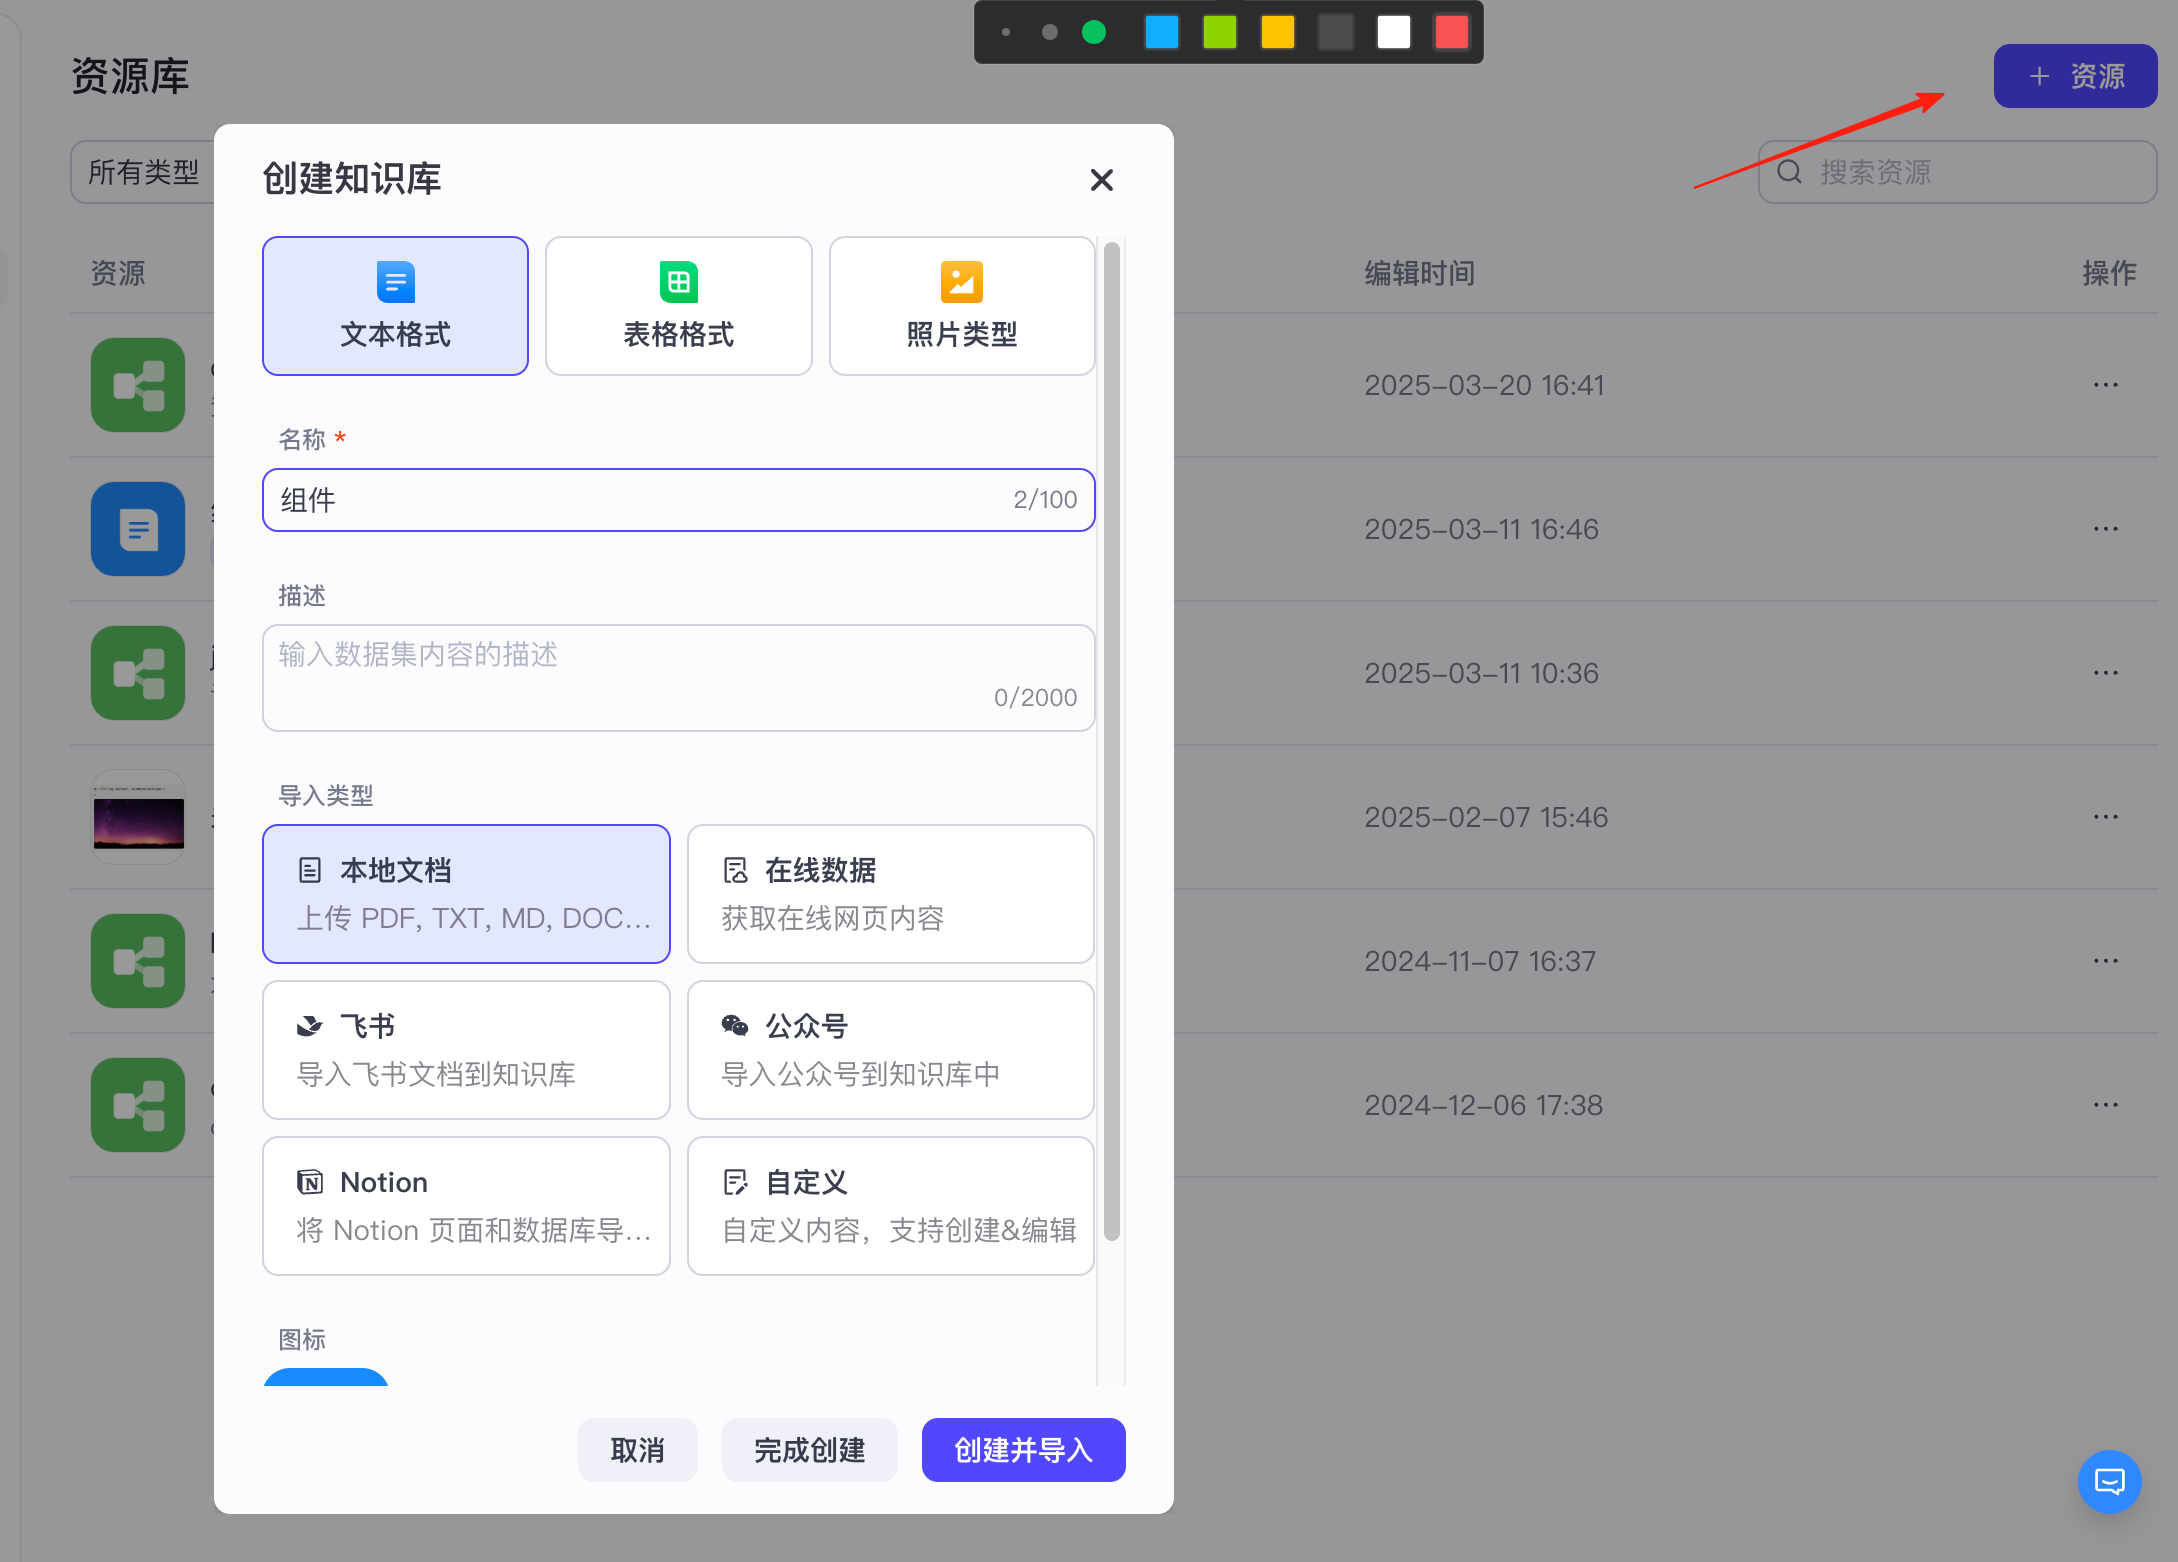 资源库
资源
所有类型
搜索资源
资源
编辑时间
操作
2025-03-20 16:41
2025-03-11 16:46
2025-03-11 10:36
2025-02-07 15:46
2024-11-07 16:37
2024-12-06 17:38
创建知识库
文本格式
表格格式
照片类型
名称 *
组件
2/100
描述
输入数据集内容的描述
0/2000
导入类型
本地文档
上传 PDF, TXT, MD, DOC...
在线数据
获取在线网页内容
飞书
导入飞书文档到知识库
公众号
导入公众号到知识库中
Notion
将 Notion 页面和数据库导...
自定义
自定义内容，支持创建&编辑
图标
取消
完成创建
创建并导入